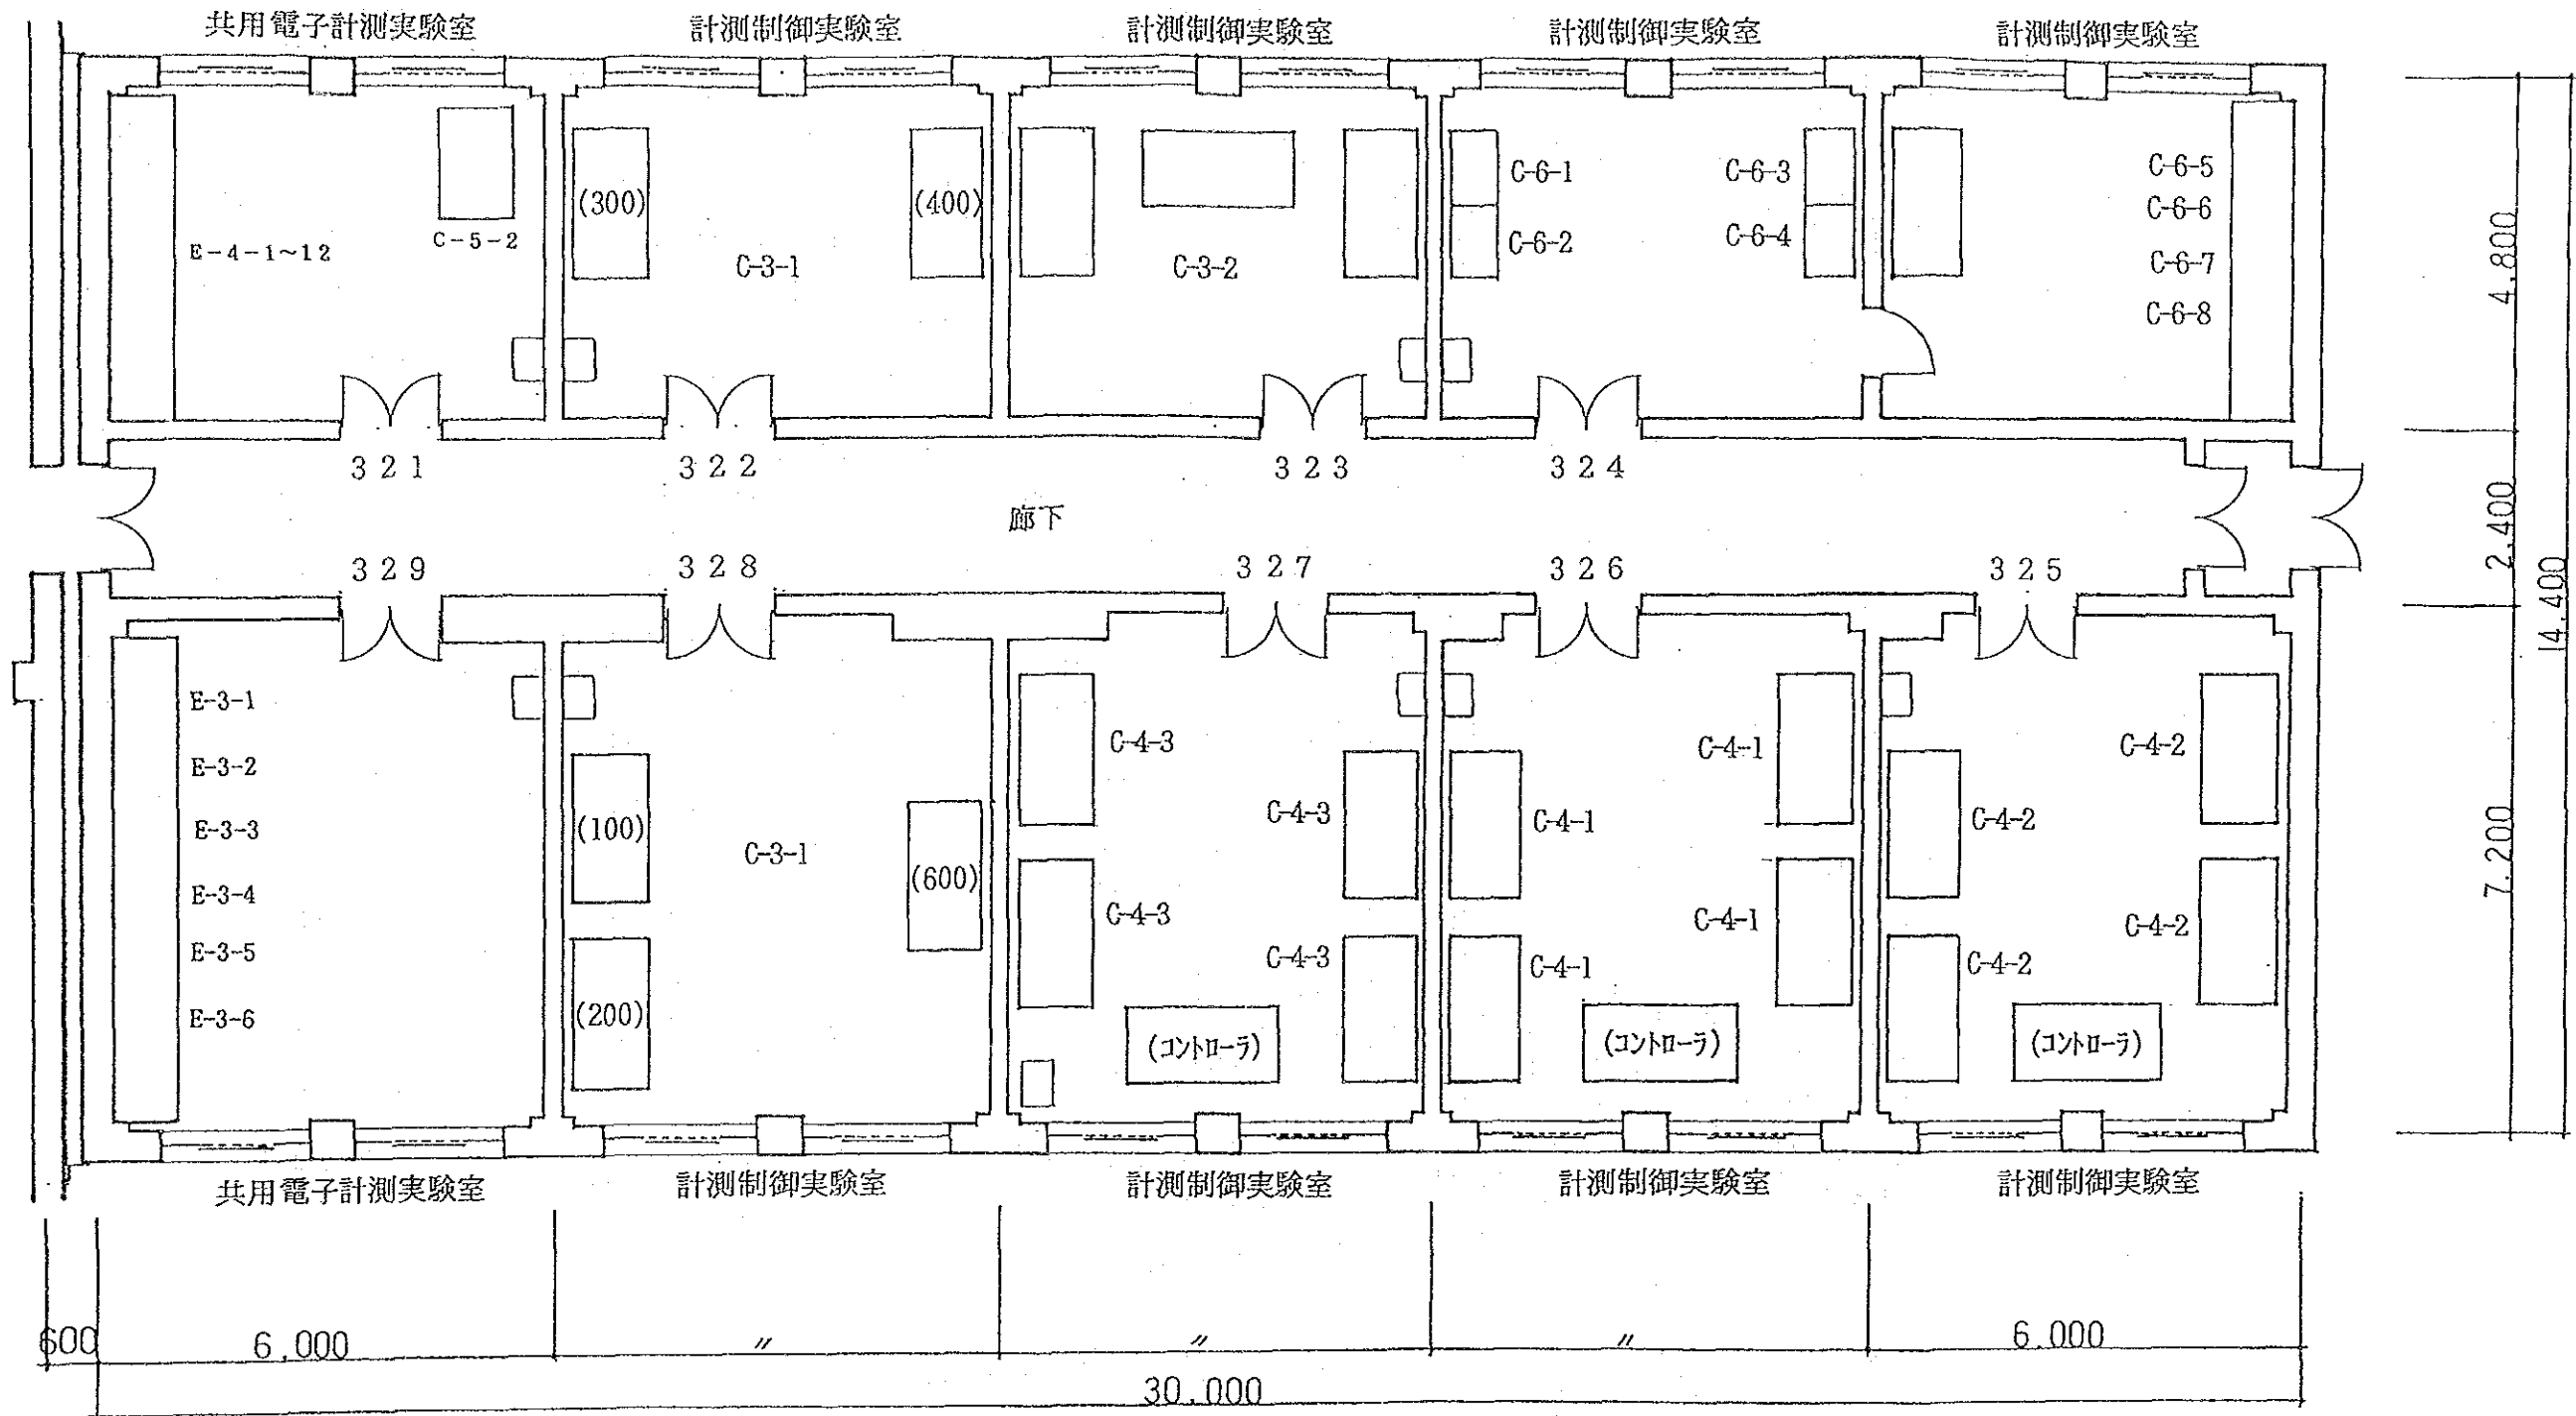 共用電子計測実験室 計測制御実験室 計測制御実験室 計測制御実験室 計測制御実験室
E-4-1~12
C-5-2
(300)
(400)
C-3-1
C-3-2
C-6-1
C-6-2
C-6-3
C-6-4
C-6-5
C-6-6
C-6-7
C-6-8
321 322 323 324
廊下
329 328 327 326 325
E-3-1
E-3-2
E-3-3
E-3-4
E-3-5
E-3-6
(100)
(200)
C-3-1
(600)
C-4-3
C-4-3
C-4-3
C-4-3
(コントローラ)
C-4-1
C-4-1
C-4-1
C-4-1
(コントローラ)
C-4-2
C-4-2
C-4-2
C-4-2
(コントローラ)
共用電子計測実験室 計測制御実験室 計測制御実験室 計測制御実験室 計測制御実験室
4,800
2,400
7,200
14,400
600 6,000 〃 〃 〃 6,000
30,000